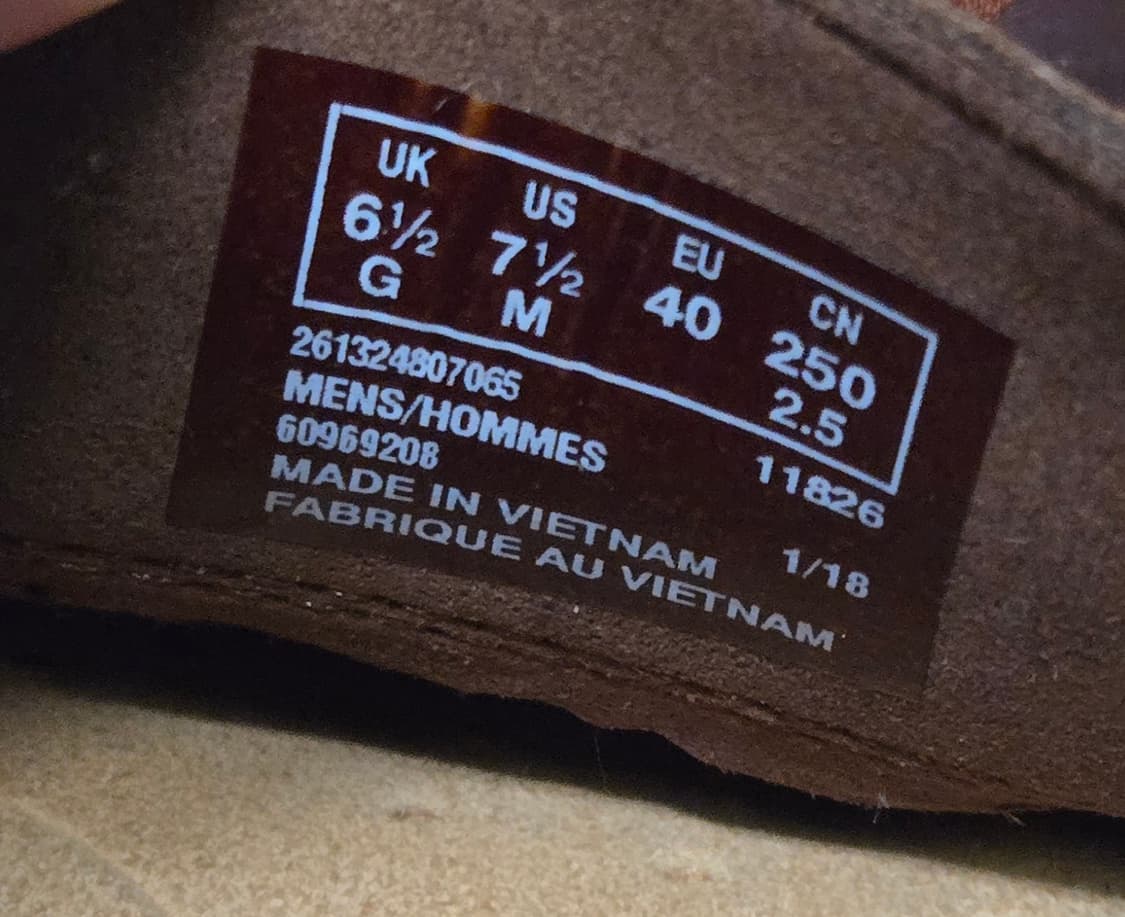 UK US EU CN
6½ 7½ 40 250
G M 2.5
261324807065
MENS/HOMMES 11826
60969208
MADE IN VIETNAM 1/18
FABRIQUE AU VIETNAM